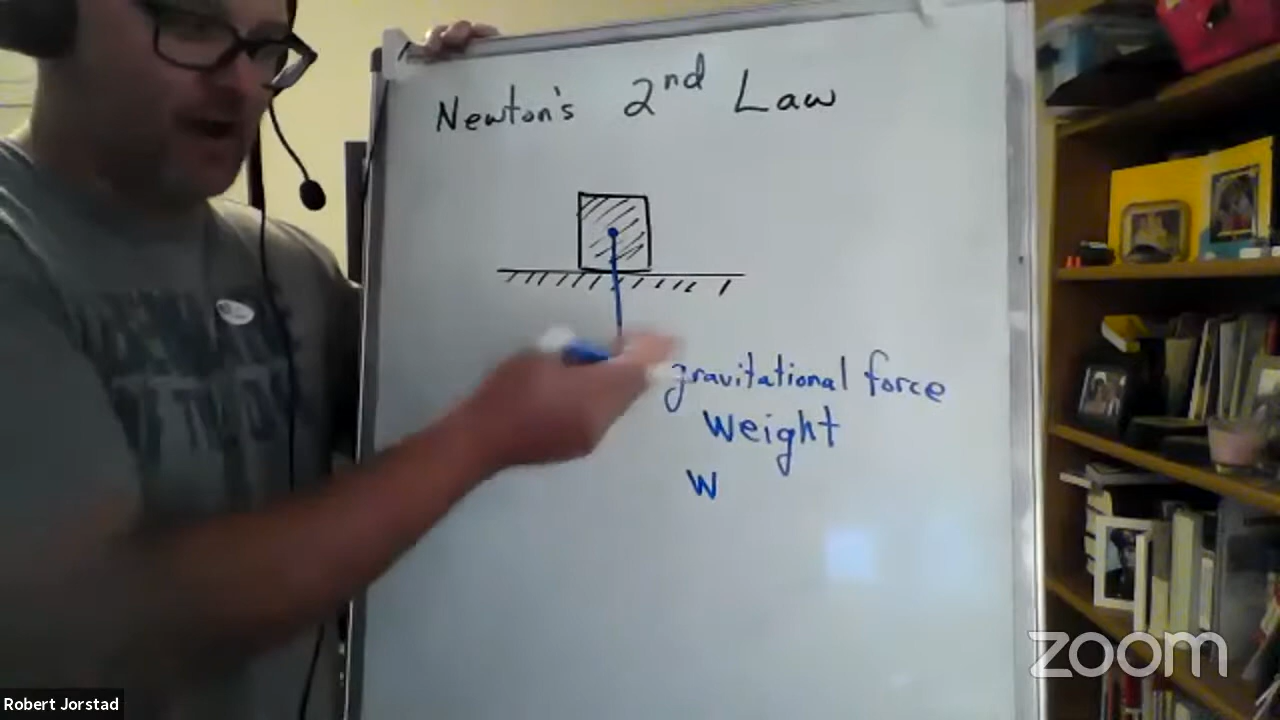 Newton's 2nd Law
gravitational force
Weight
W
zoom
Robert Jorstad